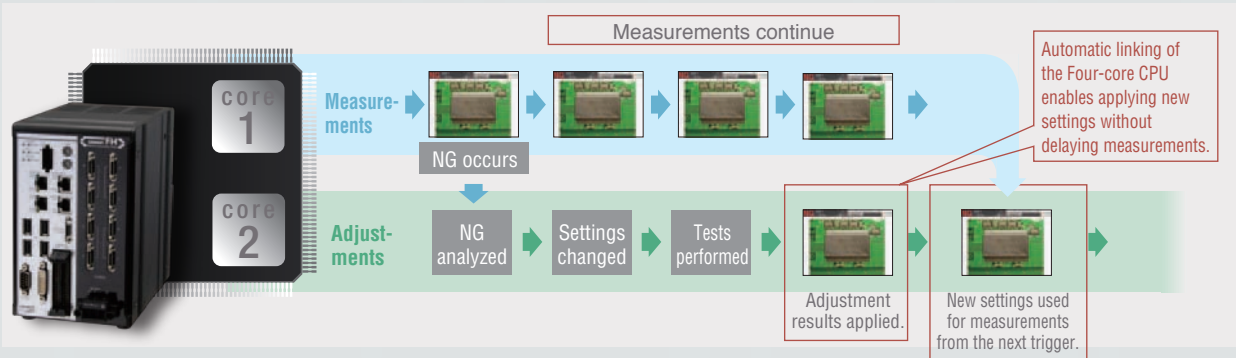 Measurements continue
Automatic linking of
the Four-core CPU
enables applying new
settings without
delaying measurements.
core
1
Measure-
ments
NG occurs
core
2
Adjust-
ments
NG
analyzed
Settings
changed
Tests
performed
Adjustment
results applied.
New settings used
for measurements
from the next trigger.
FH